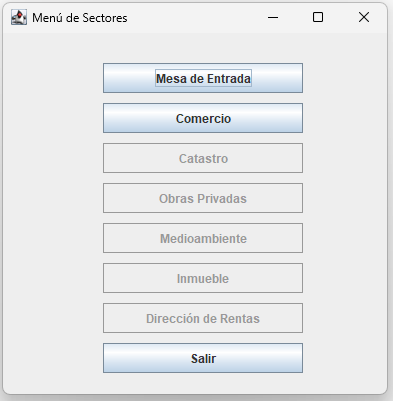 Menú de Sectores
Mesa de Entrada
Comercio
Catastro
Obras Privadas
Medioambiente
Inmueble
Dirección de Rentas
Salir